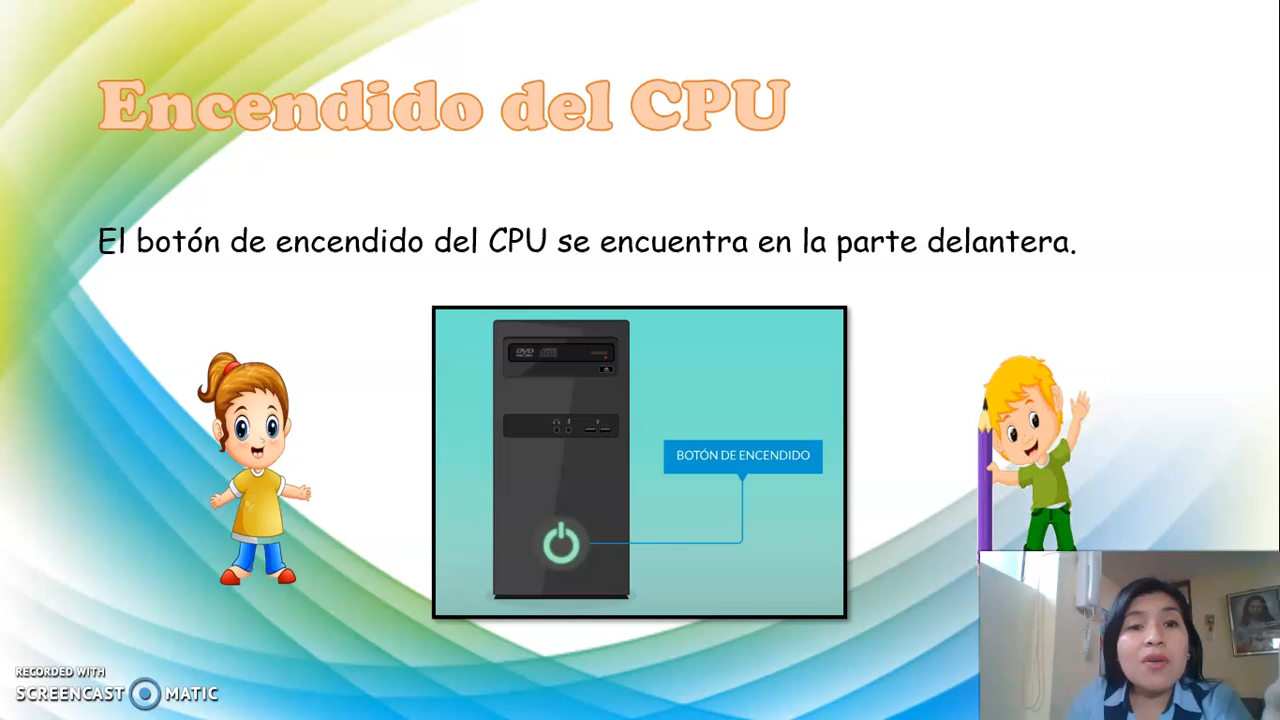 Encendido del CPU
El botón de encendido del CPU se encuentra en la parte delantera.
DVD
BOTÓN DE ENCENDIDO
RECORDED WITH
SCREENCAST MATIC